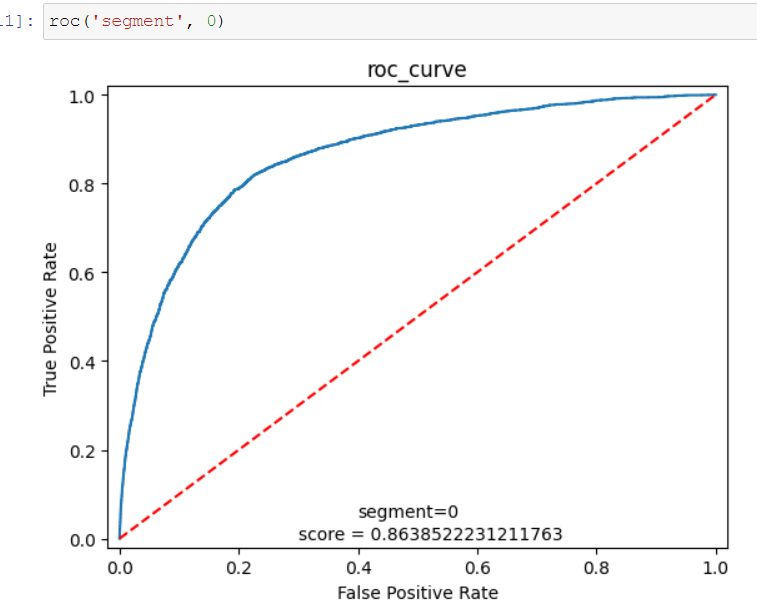 11]: roc('segment', 0)
roc_curve
1.0
0.8
0.6
0.4
0.2
0.0
True Positive Rate
segment=0
score = 0.8638522231211763
0.0 0.2 0.4 0.6 0.8 1.0
False Positive Rate